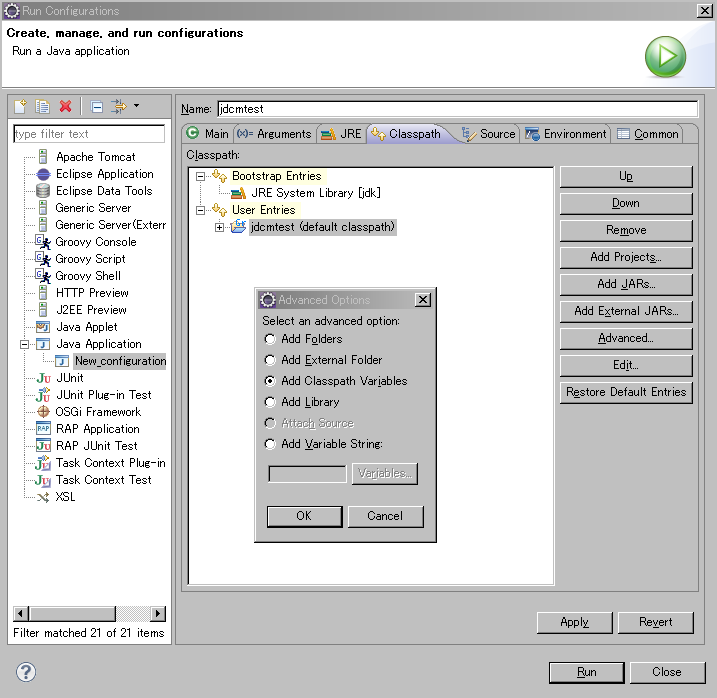 Run Configurations
Create, manage, and run configurations
Run a Java application
type filter text
Apache Tomcat
Eclipse Application
Eclipse Data Tools
Generic Server
Generic Server(Extern
Groovy Console
Groovy Script
Groovy Shell
HTTP Preview
J2EE Preview
Java Applet
Java Application
New_configuration
JUnit
JUnit Plug-in Test
OSGi Framework
RAP Application
RAP JUnit Test
Task Context Plug-in
Task Context Test
XSL
Filter matched 21 of 21 items
Name: jdcmtest
Main (x)= Arguments JRE Classpath Source Environment Common
Classpath:
Bootstrap Entries
JRE System Library [jdk]
User Entries
jdcmtest (default classpath)
Up
Down
Remove
Add Projects...
Add JARs...
Add External JARs...
Advanced...
Edit...
Restore Default Entries
Advanced Options
Select an advanced option:
Add Folders
Add External Folder
Add Classpath Variables
Add Library
Attach Source
Add Variable String:
Variables...
OK Cancel
Apply Revert
Run Close